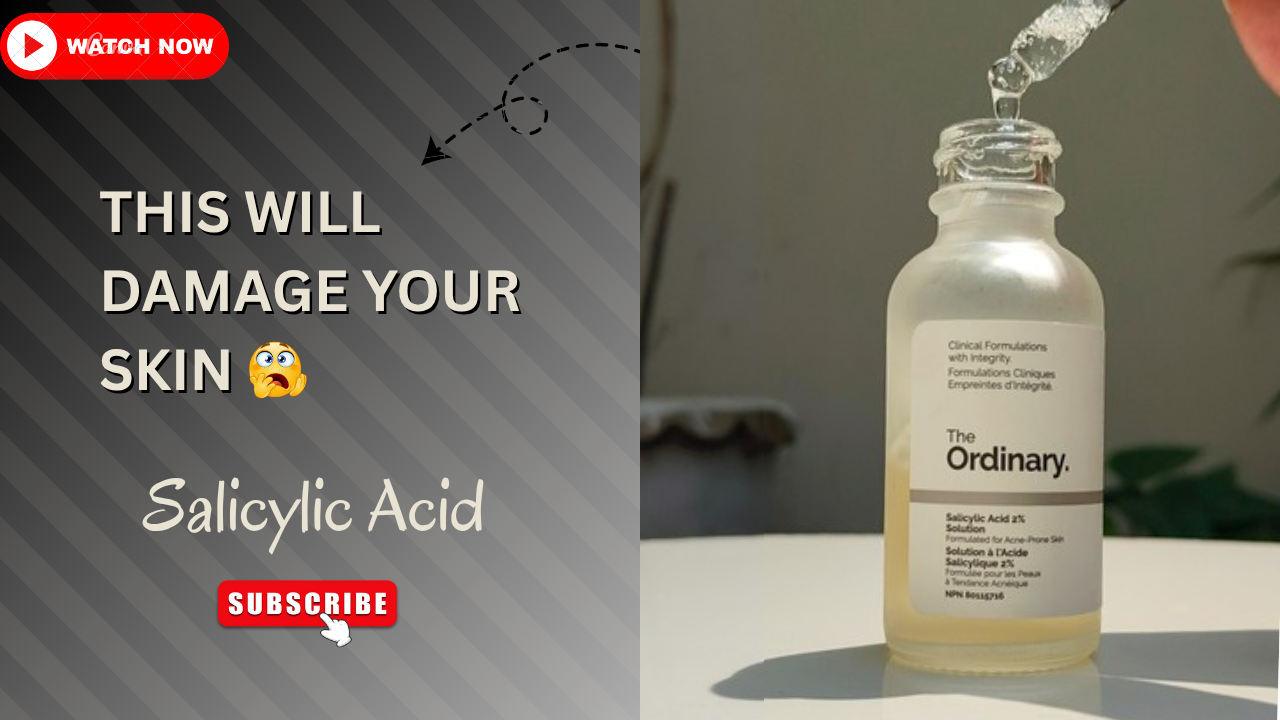 WATCH NOW
THIS WILL
DAMAGE YOUR
SKIN 😱
Salicylic Acid
SUBSCRIBE
Clinical Formulations
with Integrity.
Formulations Cliniques
Empreintes d'Intégrité.
The
Ordinary.
Salicylic Acid 2%
Solution
Formulated for Acne-Prone Skin
Solution à l'Acide
Salicylique 2%
Formulée pour les Peaux
à Tendance Acnéique
NPN 80115716